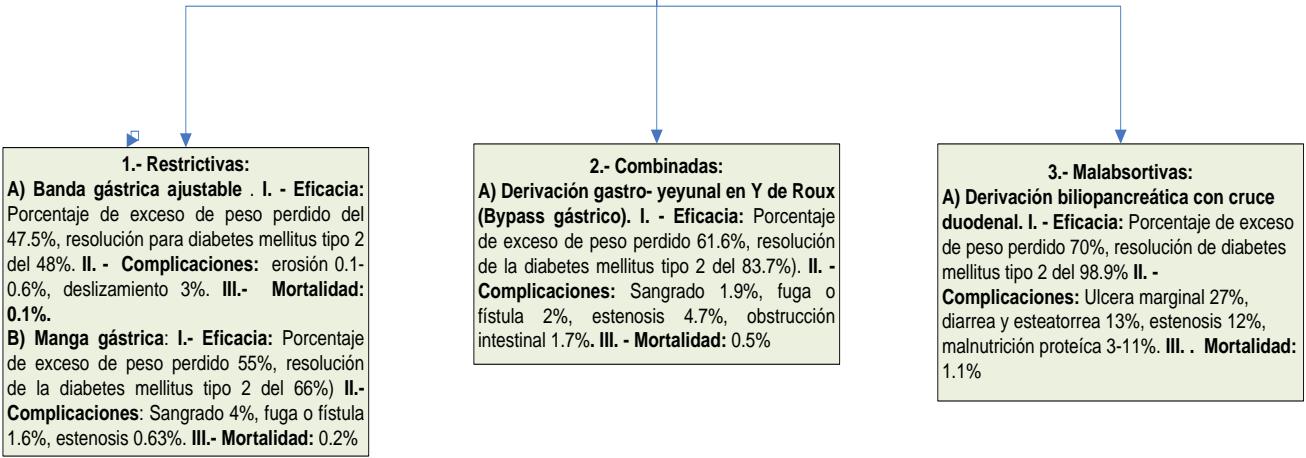 1.- Restrictivas:
A) Banda gástrica ajustable . I. - Eficacia:
Porcentaje de exceso de peso perdido del
47.5%, resolución para diabetes mellitus tipo 2
del 48%. II. - Complicaciones: erosión 0.1-
0.6%, deslizamiento 3%. III.- Mortalidad:
0.1%.
B) Manga gástrica: I.- Eficacia: Porcentaje
de exceso de peso perdido 55%, resolución
de la diabetes mellitus tipo 2 del 66%) II.-
Complicaciones: Sangrado 4%, fuga o fístula
1.6%, estenosis 0.63%. III.- Mortalidad: 0.2%
2.- Combinadas:
A) Derivación gastro- yeyunal en Y de Roux
(Bypass gástrico). I. - Eficacia: Porcentaje
de exceso de peso perdido 61.6%, resolución
de la diabetes mellitus tipo 2 del 83.7%). II. -
Complicaciones: Sangrado 1.9%, fuga o
fístula 2%, estenosis 4.7%, obstrucción
intestinal 1.7%. III. - Mortalidad: 0.5%
3.- Malabsortivas:
A) Derivación biliopancreática con cruce
duodenal. I. - Eficacia: Porcentaje de exceso
de peso perdido 70%, resolución de diabetes
mellitus tipo 2 del 98.9% II. -
Complicaciones: Ulcera marginal 27%,
diarrea y esteatorrea 13%, estenosis 12%,
malnutrición proteíca 3-11%. III. . Mortalidad:
1.1%